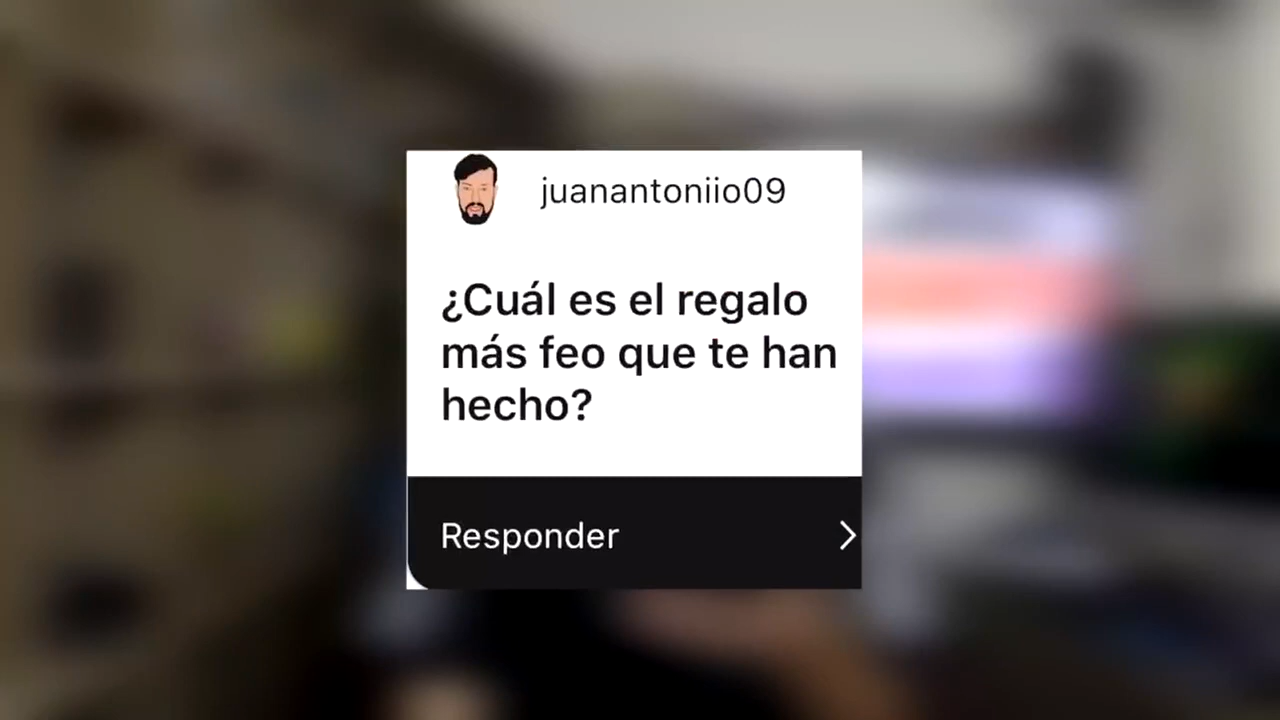 juanantoniio09
¿Cuál es el regalo
más feo que te han
hecho?
Responder